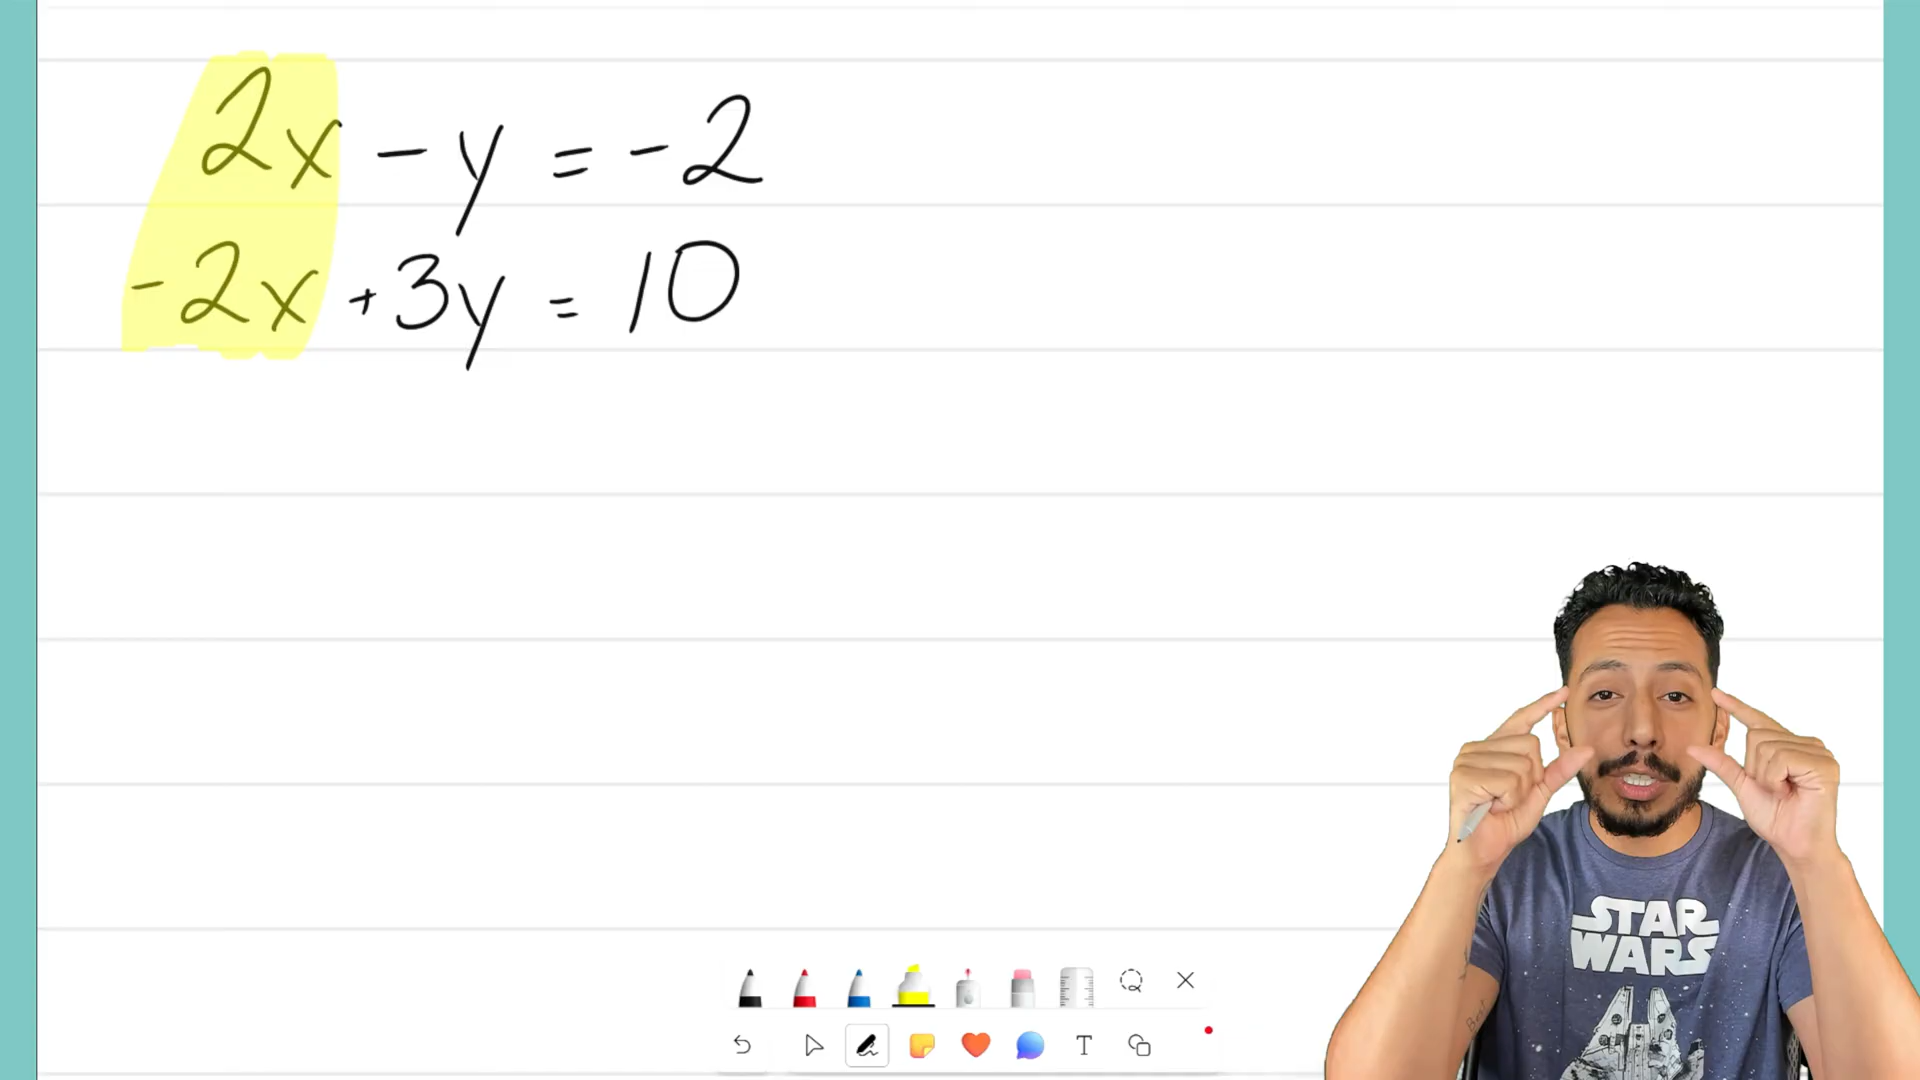 2x - y = -2
-2x + 3y = 10
STAR
WARS
T